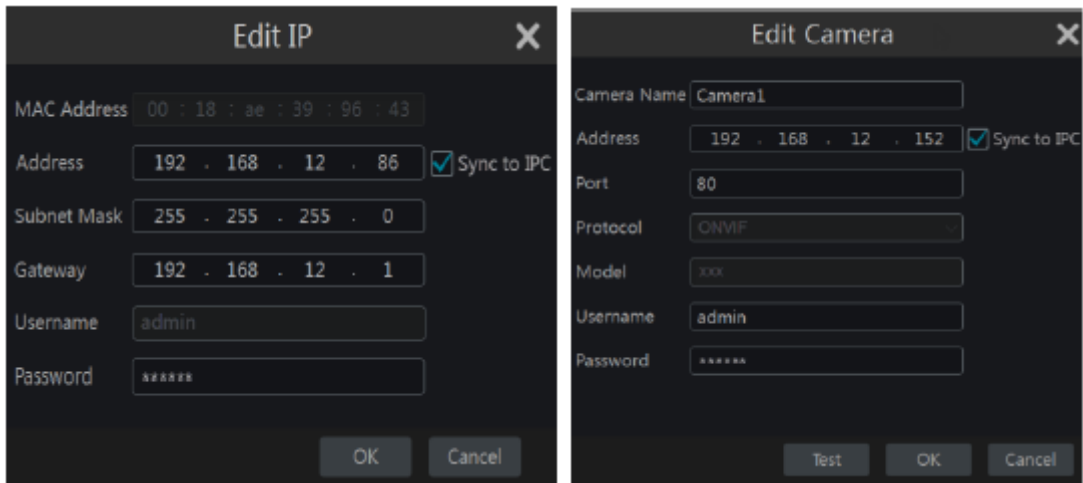 Edit IP
MAC Address 00 : 18 : ae : 39 : 96 : 43
Address 192 . 168 . 12 . 86 Sync to IPC
Subnet Mask 255 . 255 . 255 . 0
Gateway 192 . 168 . 12 . 1
Username admin
Password ******
OK Cancel
Edit Camera
Camera Name Camera1
Address 192 . 168 . 12 . 152 Sync to IPC
Port 80
Protocol ONVIF
Model xxx
Username admin
Password ******
Test OK Cancel